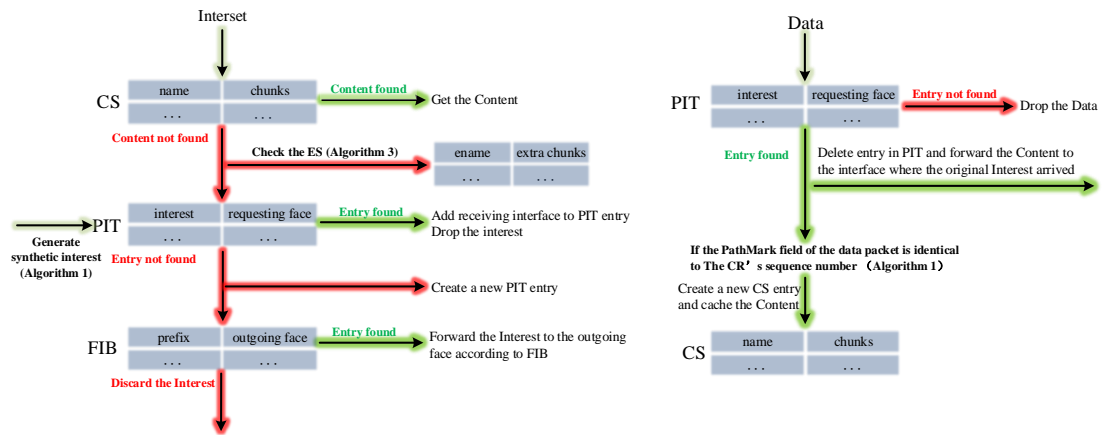 Interset
CS
name
chunks
. . .
. . .
Content found
Get the Content
Content not found
Check the ES (Algorithm 3)
ename
extra chunks
. . .
. . .
PIT
interest
requesting face
. . .
. . .
Entry found
Add receiving interface to PIT entry
Drop the interest
Generate
synthetic interest
(Algorithm 1)
Entry not found
Create a new PIT entry
FIB
prefix
outgoing face
. . .
. . .
Entry found
Forward the Interest to the outgoing
face according to FIB
Discard the Interest
Data
PIT
interest
requesting face
. . .
. . .
Entry not found
Drop the Data
Entry found
Delete entry in PIT and forward the Content to
the interface where the original Interest arrived
If the PathMark field of the data packet is identical
to The CR’s sequence number （Algorithm 1）
Create a new CS entry
and cache the Content
CS
name
chunks
. . .
. . .